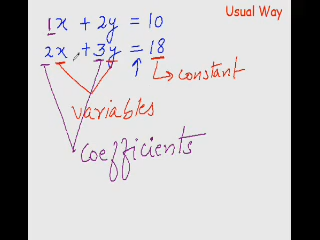 Usual Way
1x + 2y = 10
2x + 3y = 18
constant
variables
coefficients